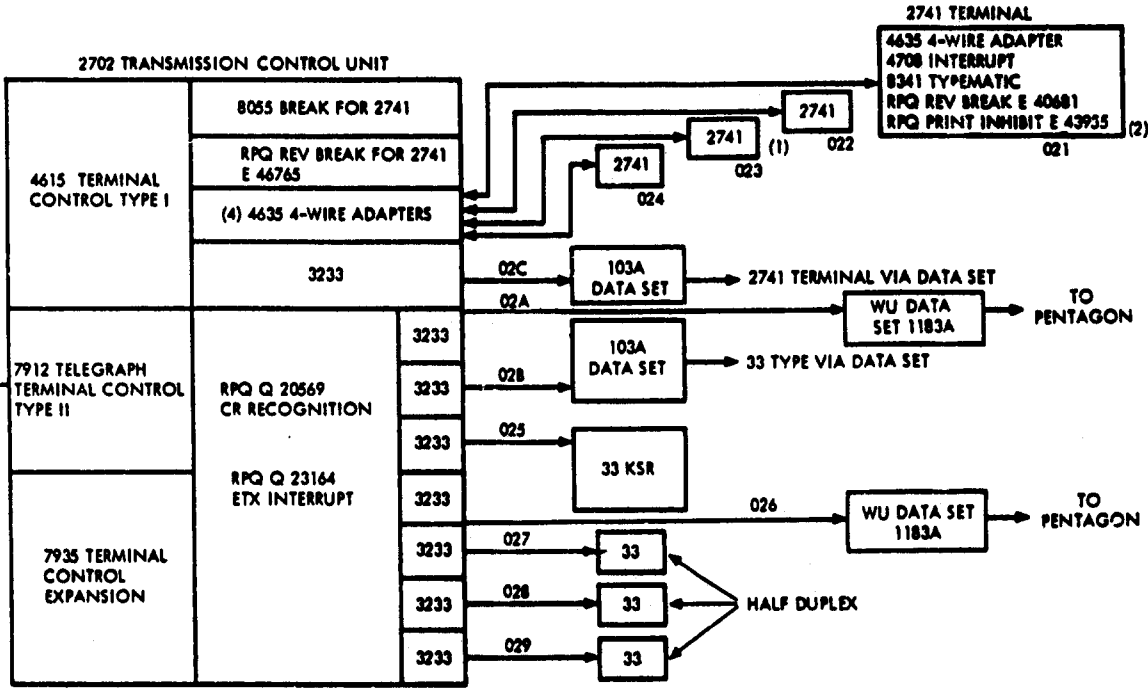 2741 TERMINAL
4635 4-WIRE ADAPTER
4708 INTERRUPT
8341 TYPEMATIC
RPQ REV BREAK E 40681
RPQ PRINT INHIBIT E 43935
(2)
021
2702 TRANSMISSION CONTROL UNIT
4615 TERMINAL
CONTROL TYPE I
8055 BREAK FOR 2741
RPQ REV BREAK FOR 2741
E 46765
(4) 4635 4-WIRE ADAPTERS
3233
2741
022
2741
(1)
023
2741
024
02C
103A
DATA SET
2741 TERMINAL VIA DATA SET
02A
WU DATA
SET 1183A
TO
PENTAGON
7912 TELEGRAPH
TERMINAL CONTROL
TYPE II
RPQ Q 20569
CR RECOGNITION
RPQ Q 23164
ETX INTERRUPT
7935 TERMINAL
CONTROL
EXPANSION
3233
3233
02B
103A
DATA SET
33 TYPE VIA DATA SET
3233
025
33 KSR
3233
026
WU DATA SET
1183A
TO
PENTAGON
3233
027
33
3233
028
33
HALF DUPLEX
3233
029
33